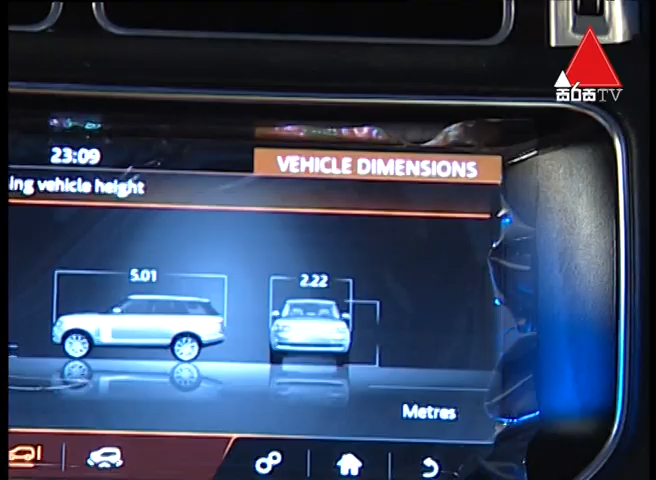 සිරස TV
23:09
VEHICLE DIMENSIONS
ing vehicle height
5.01
2.22
Metres